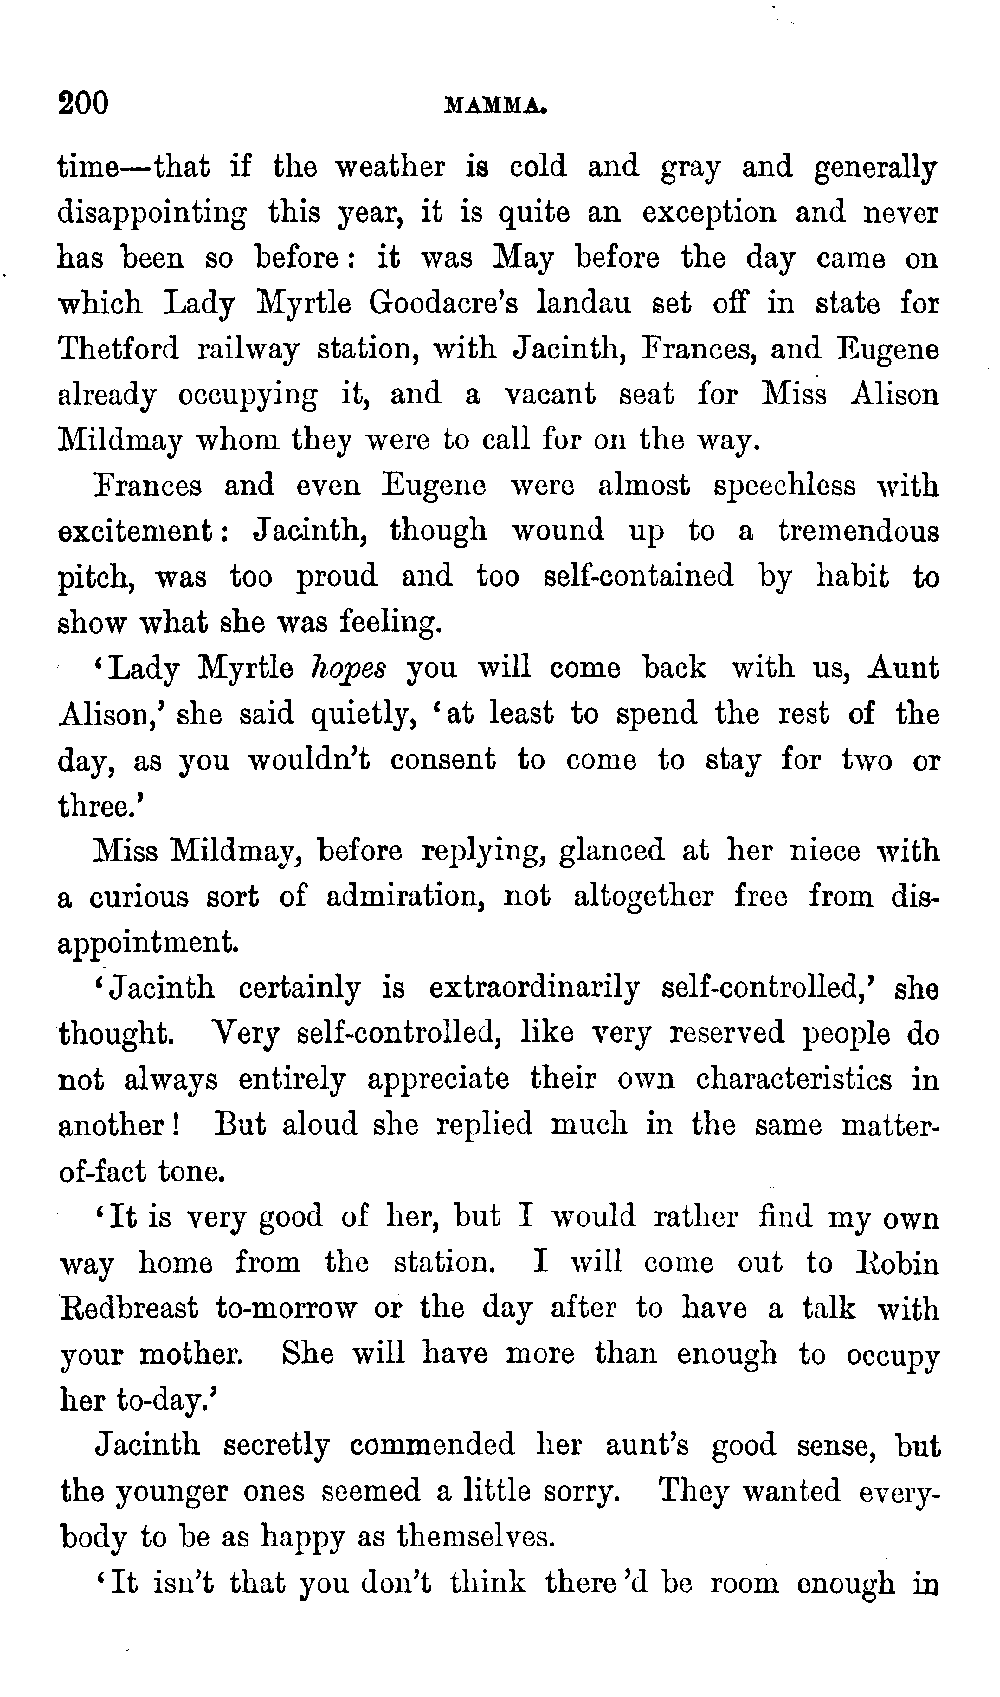 200 MAMMA.
time—that if the weather is cold and gray and generally
disappointing this year, it is quite an exception and never
has been so before: it was May before the day came on
which Lady Myrtle Goodacre's landau set off in state for
Thetford railway station, with Jacinth, Frances, and Eugene
already occupying it, and a vacant seat for Miss Alison
Mildmay whom they were to call for on the way.
Frances and even Eugene were almost speechless with
excitement: Jacinth, though wound up to a tremendous
pitch, was too proud and too self-contained by habit to
show what she was feeling.
'Lady Myrtle hopes you will come back with us, Aunt
Alison,' she said quietly, 'at least to spend the rest of the
day, as you wouldn't consent to come to stay for two or
three.'
Miss Mildmay, before replying, glanced at her niece with
a curious sort of admiration, not altogether free from dis-
appointment.
'Jacinth certainly is extraordinarily self-controlled,' she
thought. Very self-controlled, like very reserved people do
not always entirely appreciate their own characteristics in
another! But aloud she replied much in the same matter-
of-fact tone.
'It is very good of her, but I would rather find my own
way home from the station. I will come out to Robin
Redbreast to-morrow or the day after to have a talk with
your mother. She will have more than enough to occupy
her to-day.'
Jacinth secretly commended her aunt's good sense, but
the younger ones seemed a little sorry. They wanted every-
body to be as happy as themselves.
'It isn't that you don't think there'd be room enough in